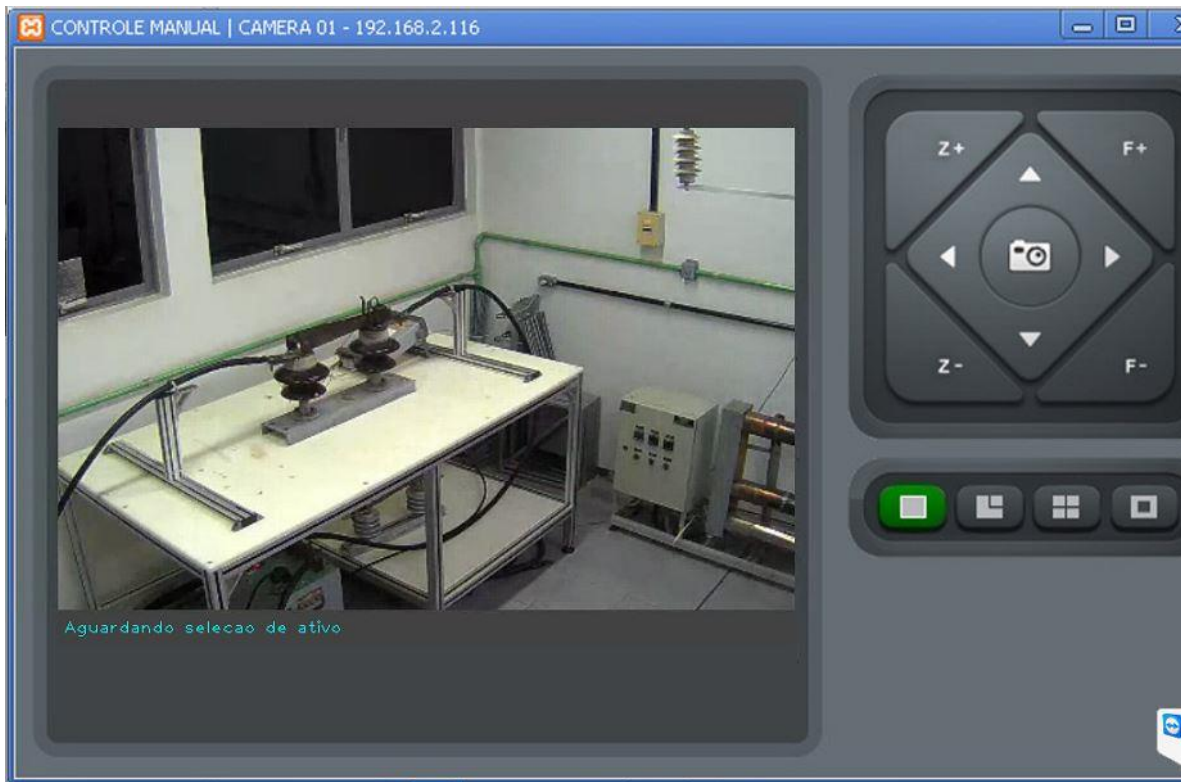 CONTROLE MANUAL | CAMERA 01 - 192.168.2.116
Z+
F+
Z-
F-
Aguardando selecao de ativo